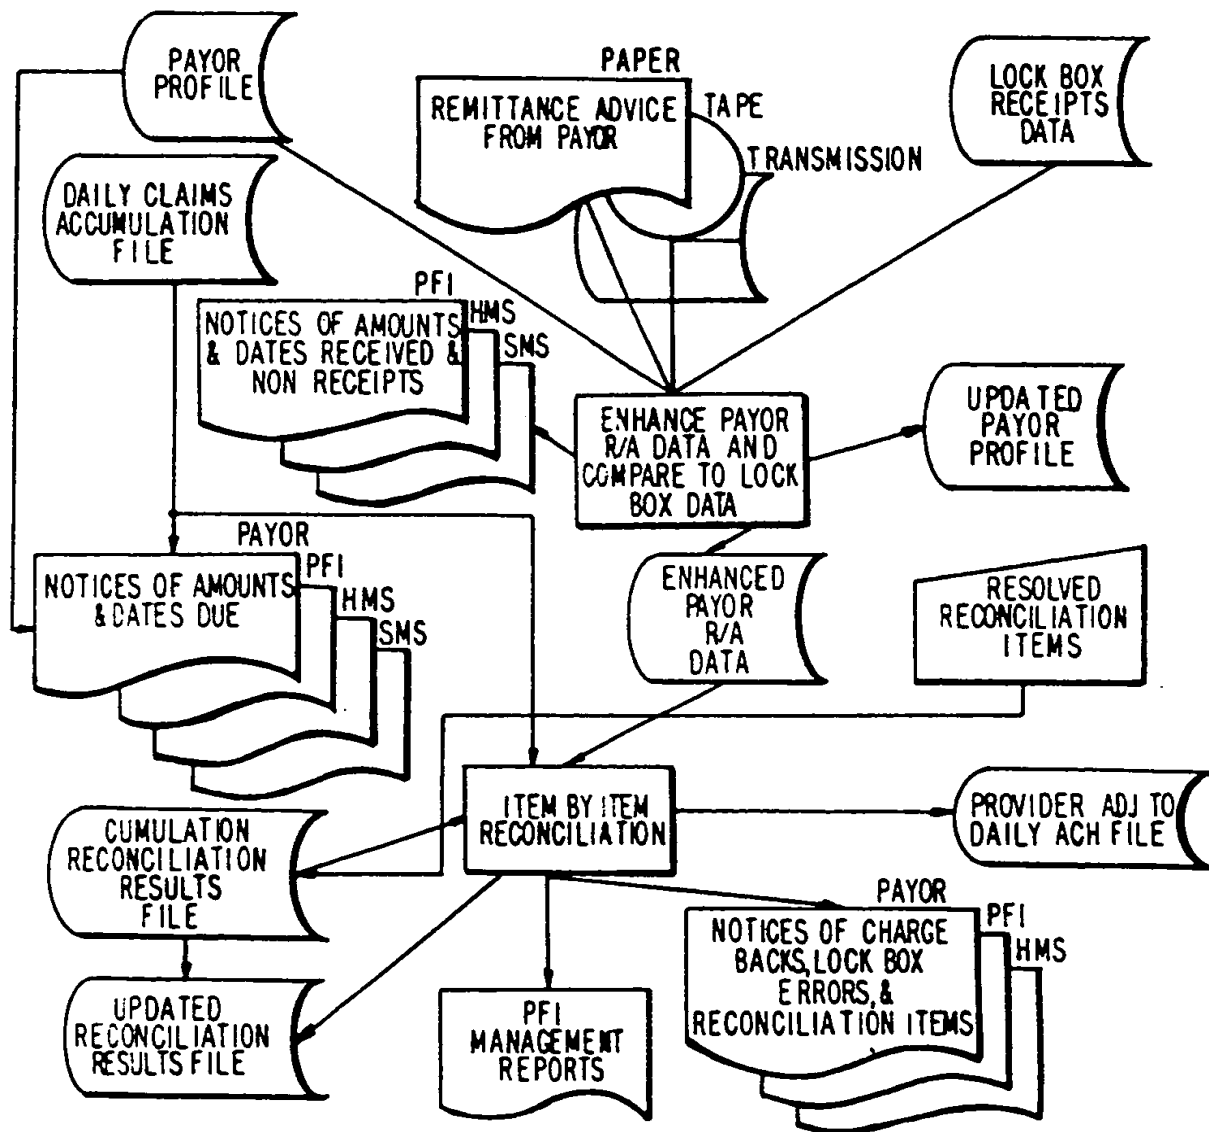 PAYOR
PROFILE
PAPER
REMITTANCE ADVICE
FROM PAYOR
TAPE
TRANSMISSION
LOCK BOX
RECEIPTS
DATA
DAILY CLAIMS
ACCUMULATION
FILE
PFI
HMS
SMS
NOTICES OF AMOUNTS
& DATES RECEIVED &
NON RECEIPTS
ENHANCE PAYOR
R/A DATA AND
COMPARE TO LOCK
BOX DATA
UPDATED
PAYOR
PROFILE
PAYOR
PFI
HMS
SMS
NOTICES OF AMOUNTS
& DATES DUE
ENHANCED
PAYOR
R/A
DATA
RESOLVED
RECONCILIATION
ITEMS
ITEM BY ITEM
RECONCILIATION
PROVIDER ADJ TO
DAILY ACH FILE
CUMULATION
RECONCILIATION
RESULTS
FILE
PAYOR
PFI
HMS
NOTICES OF CHARGE
BACKS, LOCK BOX
ERRORS, &
RECONCILIATION ITEMS
UPDATED
RECONCILIATION
RESULTS FILE
PFI
MANAGEMENT
REPORTS